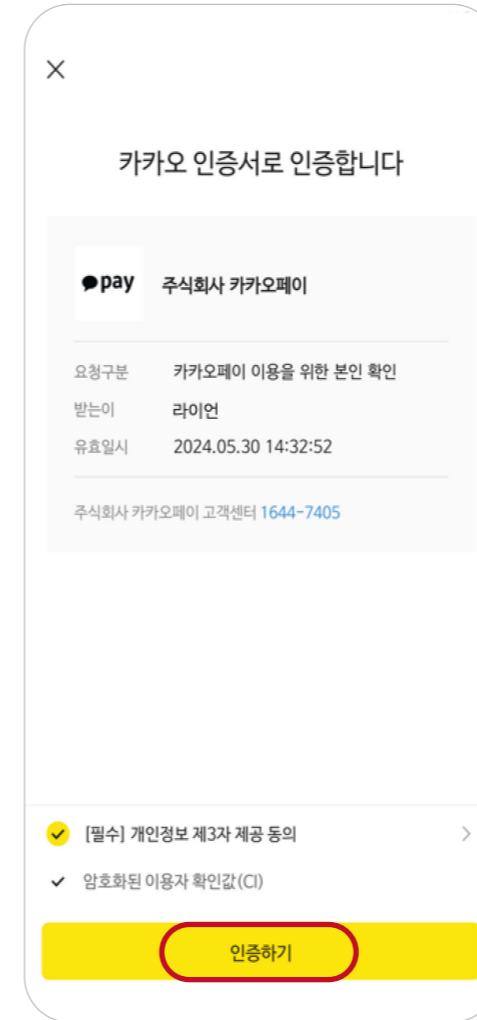 카카오 인증서로 인증합니다
pay 주식회사 카카오페이
요청구분 카카오페이 이용을 위한 본인 확인
받는이 라이언
유효일시 2024.05.30 14:32:52
주식회사 카카오페이 고객센터 1644-7405
[필수] 개인정보 제3자 제공 동의
암호화된 이용자 확인값(CI)
인증하기